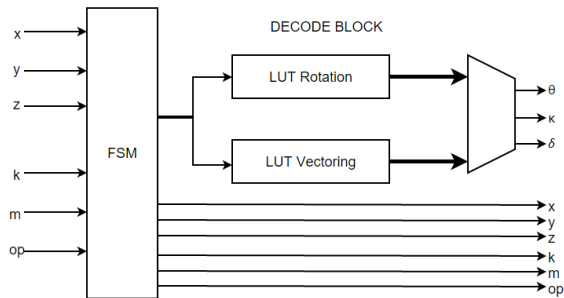 DECODE BLOCK
x
y
z
k
m
op
FSM
LUT Rotation
LUT Vectoring
θ
κ
δ
x
y
z
k
m
op